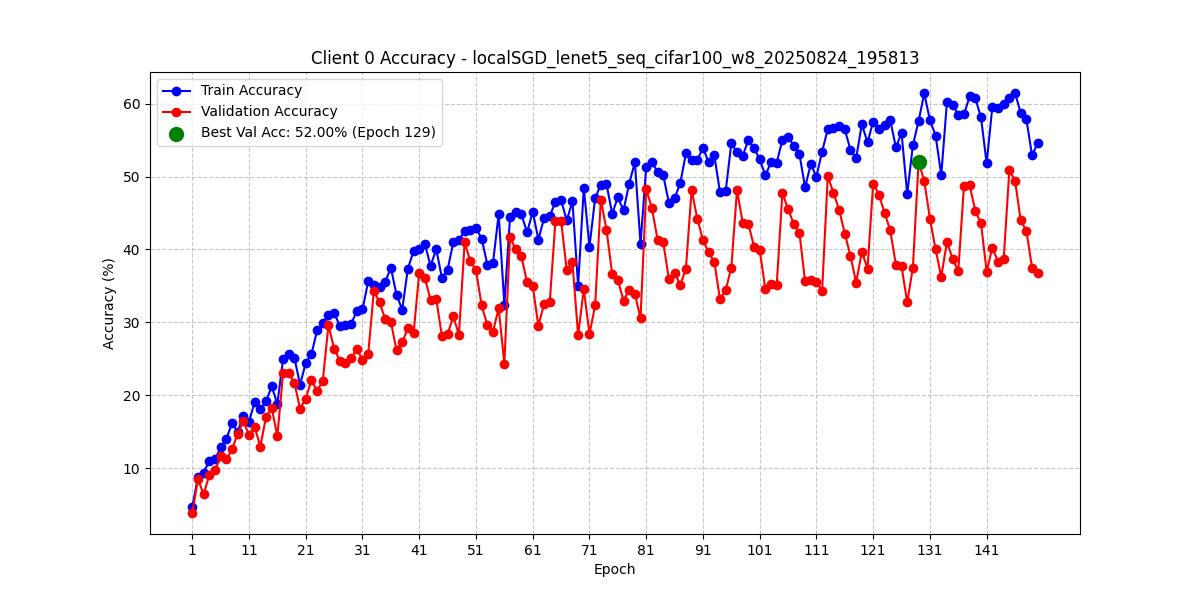 Client 0 Accuracy - localSGD_lenet5_seq_cifar100_w8_20250824_195813
Train Accuracy
Validation Accuracy
Best Val Acc: 52.00% (Epoch 129)
Accuracy (%)
60
50
40
30
20
10
1 11 21 31 41 51 61 71 81 91 101 111 121 131 141
Epoch